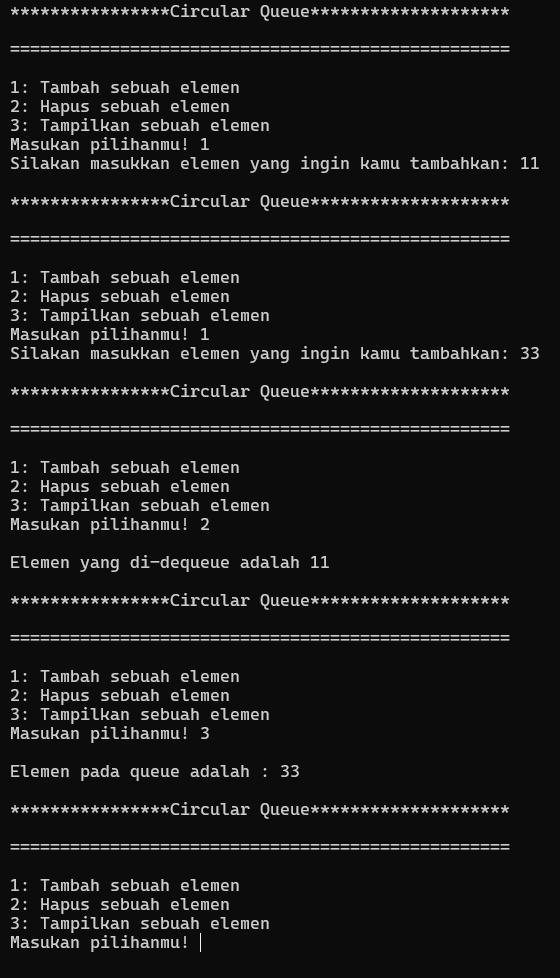 ****************Circular Queue********************
==================================================
1: Tambah sebuah elemen
2: Hapus sebuah elemen
3: Tampilkan sebuah elemen
Masukan pilihanmu! 1
Silakan masukkan elemen yang ingin kamu tambahkan: 11
****************Circular Queue********************
==================================================
1: Tambah sebuah elemen
2: Hapus sebuah elemen
3: Tampilkan sebuah elemen
Masukan pilihanmu! 1
Silakan masukkan elemen yang ingin kamu tambahkan: 33
****************Circular Queue********************
==================================================
1: Tambah sebuah elemen
2: Hapus sebuah elemen
3: Tampilkan sebuah elemen
Masukan pilihanmu! 2
Elemen yang di-dequeue adalah 11
****************Circular Queue********************
==================================================
1: Tambah sebuah elemen
2: Hapus sebuah elemen
3: Tampilkan sebuah elemen
Masukan pilihanmu! 3
Elemen pada queue adalah : 33
****************Circular Queue********************
==================================================
1: Tambah sebuah elemen
2: Hapus sebuah elemen
3: Tampilkan sebuah elemen
Masukan pilihanmu!